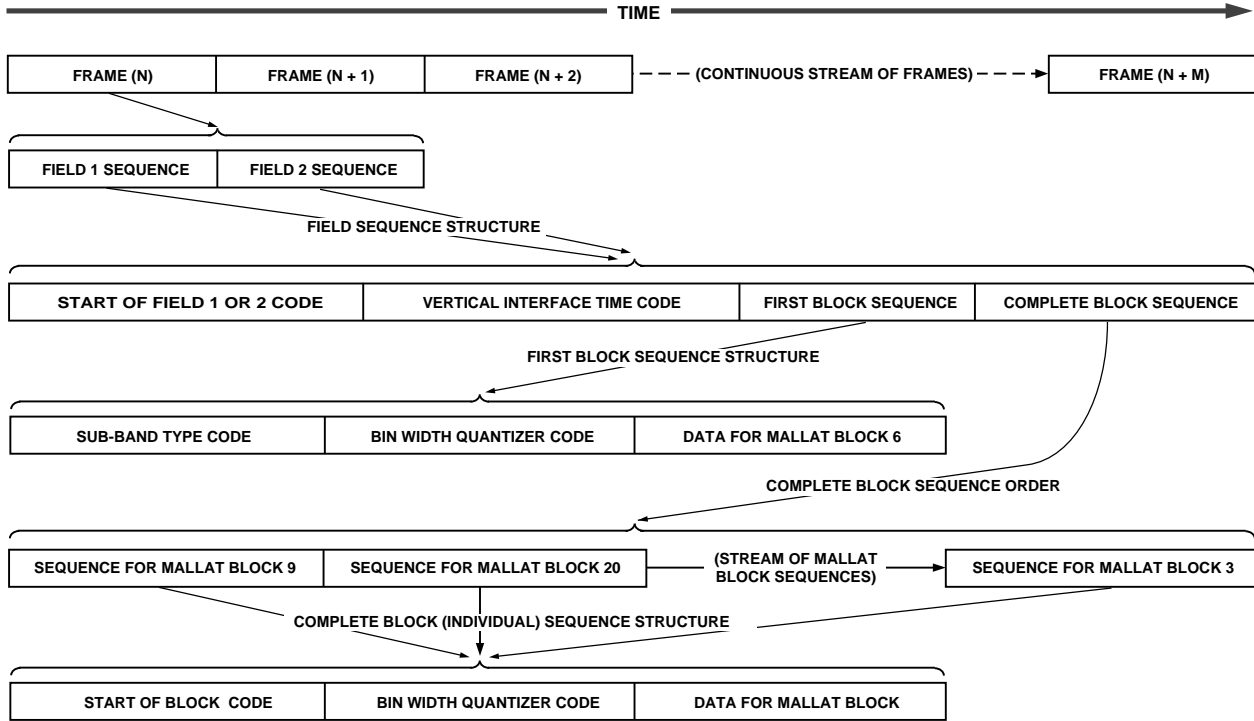 TIME
FRAME (N) FRAME (N + 1) FRAME (N + 2) (CONTINUOUS STREAM OF FRAMES) FRAME (N + M)
FIELD 1 SEQUENCE FIELD 2 SEQUENCE
FIELD SEQUENCE STRUCTURE
START OF FIELD 1 OR 2 CODE VERTICAL INTERFACE TIME CODE FIRST BLOCK SEQUENCE COMPLETE BLOCK SEQUENCE
FIRST BLOCK SEQUENCE STRUCTURE
SUB-BAND TYPE CODE BIN WIDTH QUANTIZER CODE DATA FOR MALLAT BLOCK 6
COMPLETE BLOCK SEQUENCE ORDER
SEQUENCE FOR MALLAT BLOCK 9 SEQUENCE FOR MALLAT BLOCK 20 (STREAM OF MALLAT
BLOCK SEQUENCES) SEQUENCE FOR MALLAT BLOCK 3
COMPLETE BLOCK (INDIVIDUAL) SEQUENCE STRUCTURE
START OF BLOCK CODE BIN WIDTH QUANTIZER CODE DATA FOR MALLAT BLOCK